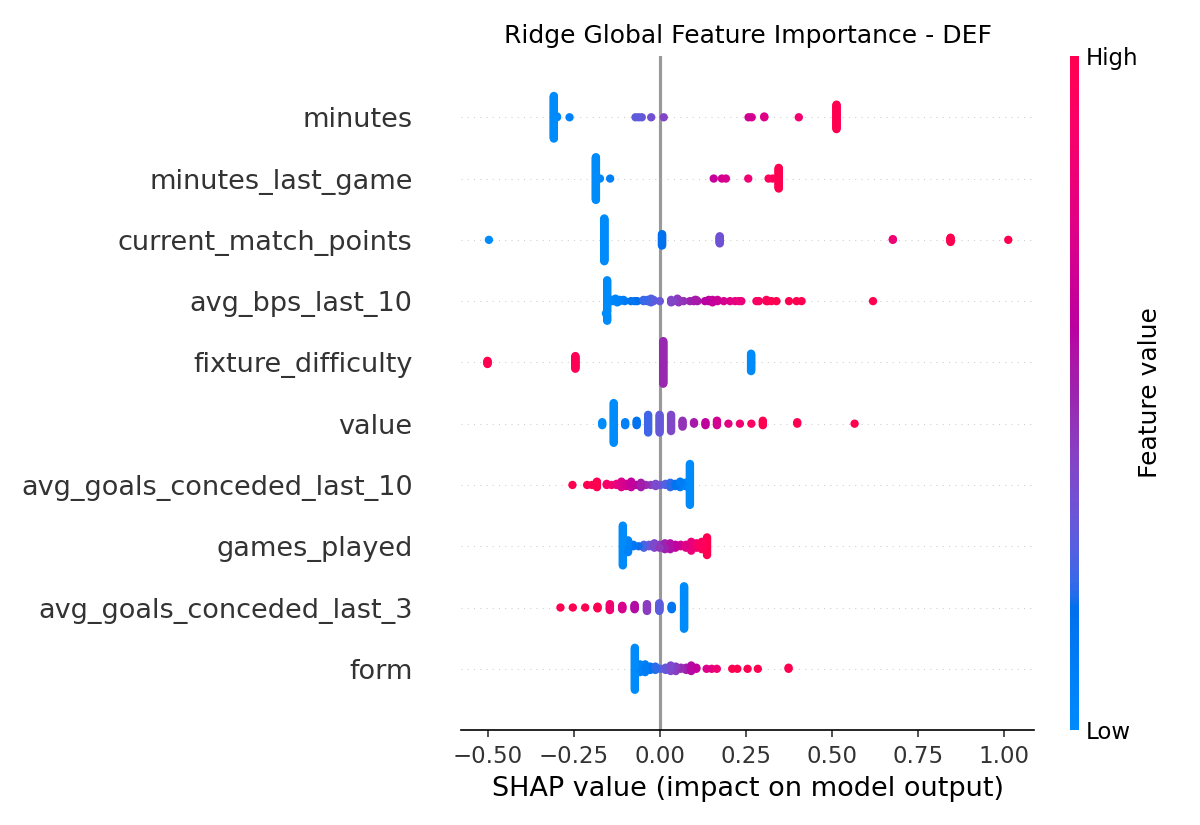 Ridge Global Feature Importance - DEF
High
minutes
minutes_last_game
current_match_points
avg_bps_last_10
fixture_difficulty
value
avg_goals_conceded_last_10
games_played
avg_goals_conceded_last_3
form
Feature value
Low
−0.50 −0.25 0.00 0.25 0.50 0.75 1.00
SHAP value (impact on model output)